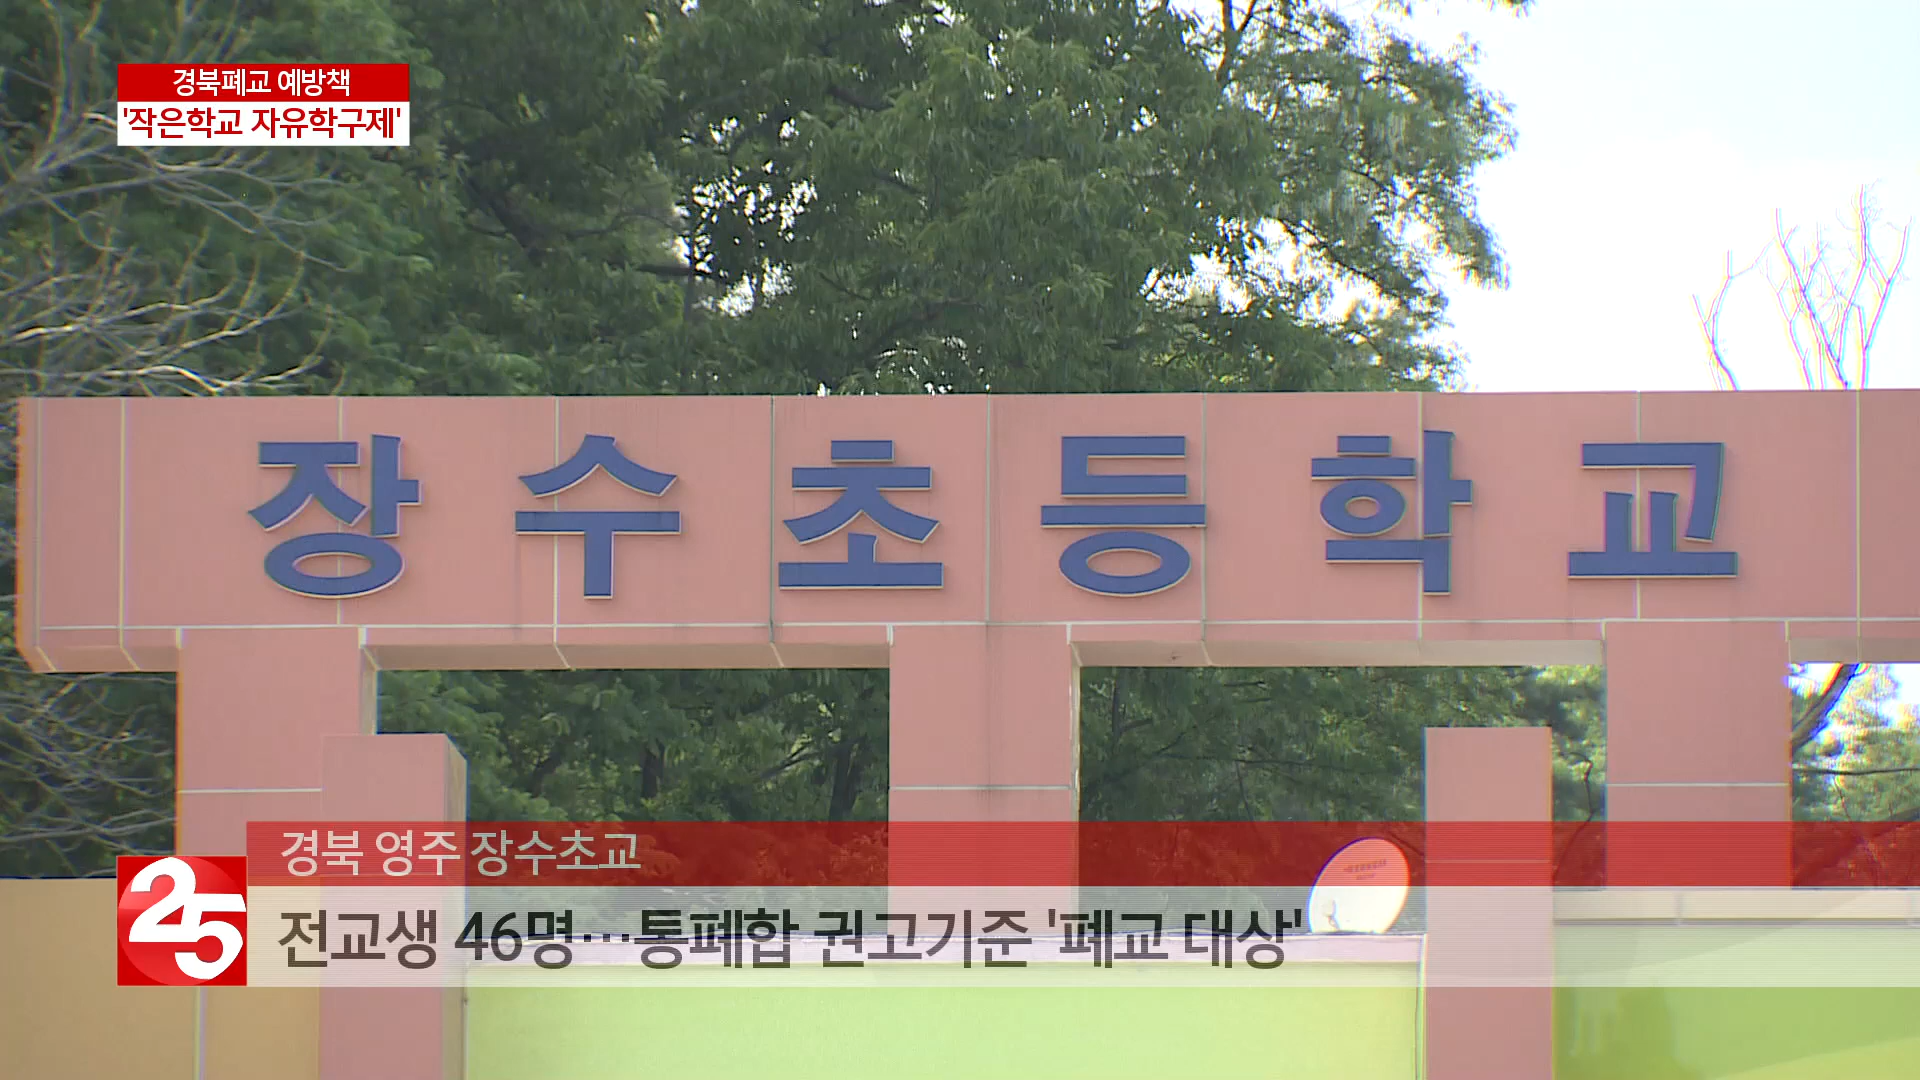 경북폐교 예방책
'작은학교 자유학구제'
장수초등학교
경북 영주 장수초교
25
전교생 46명…통폐합 권고기준 '폐교 대상'